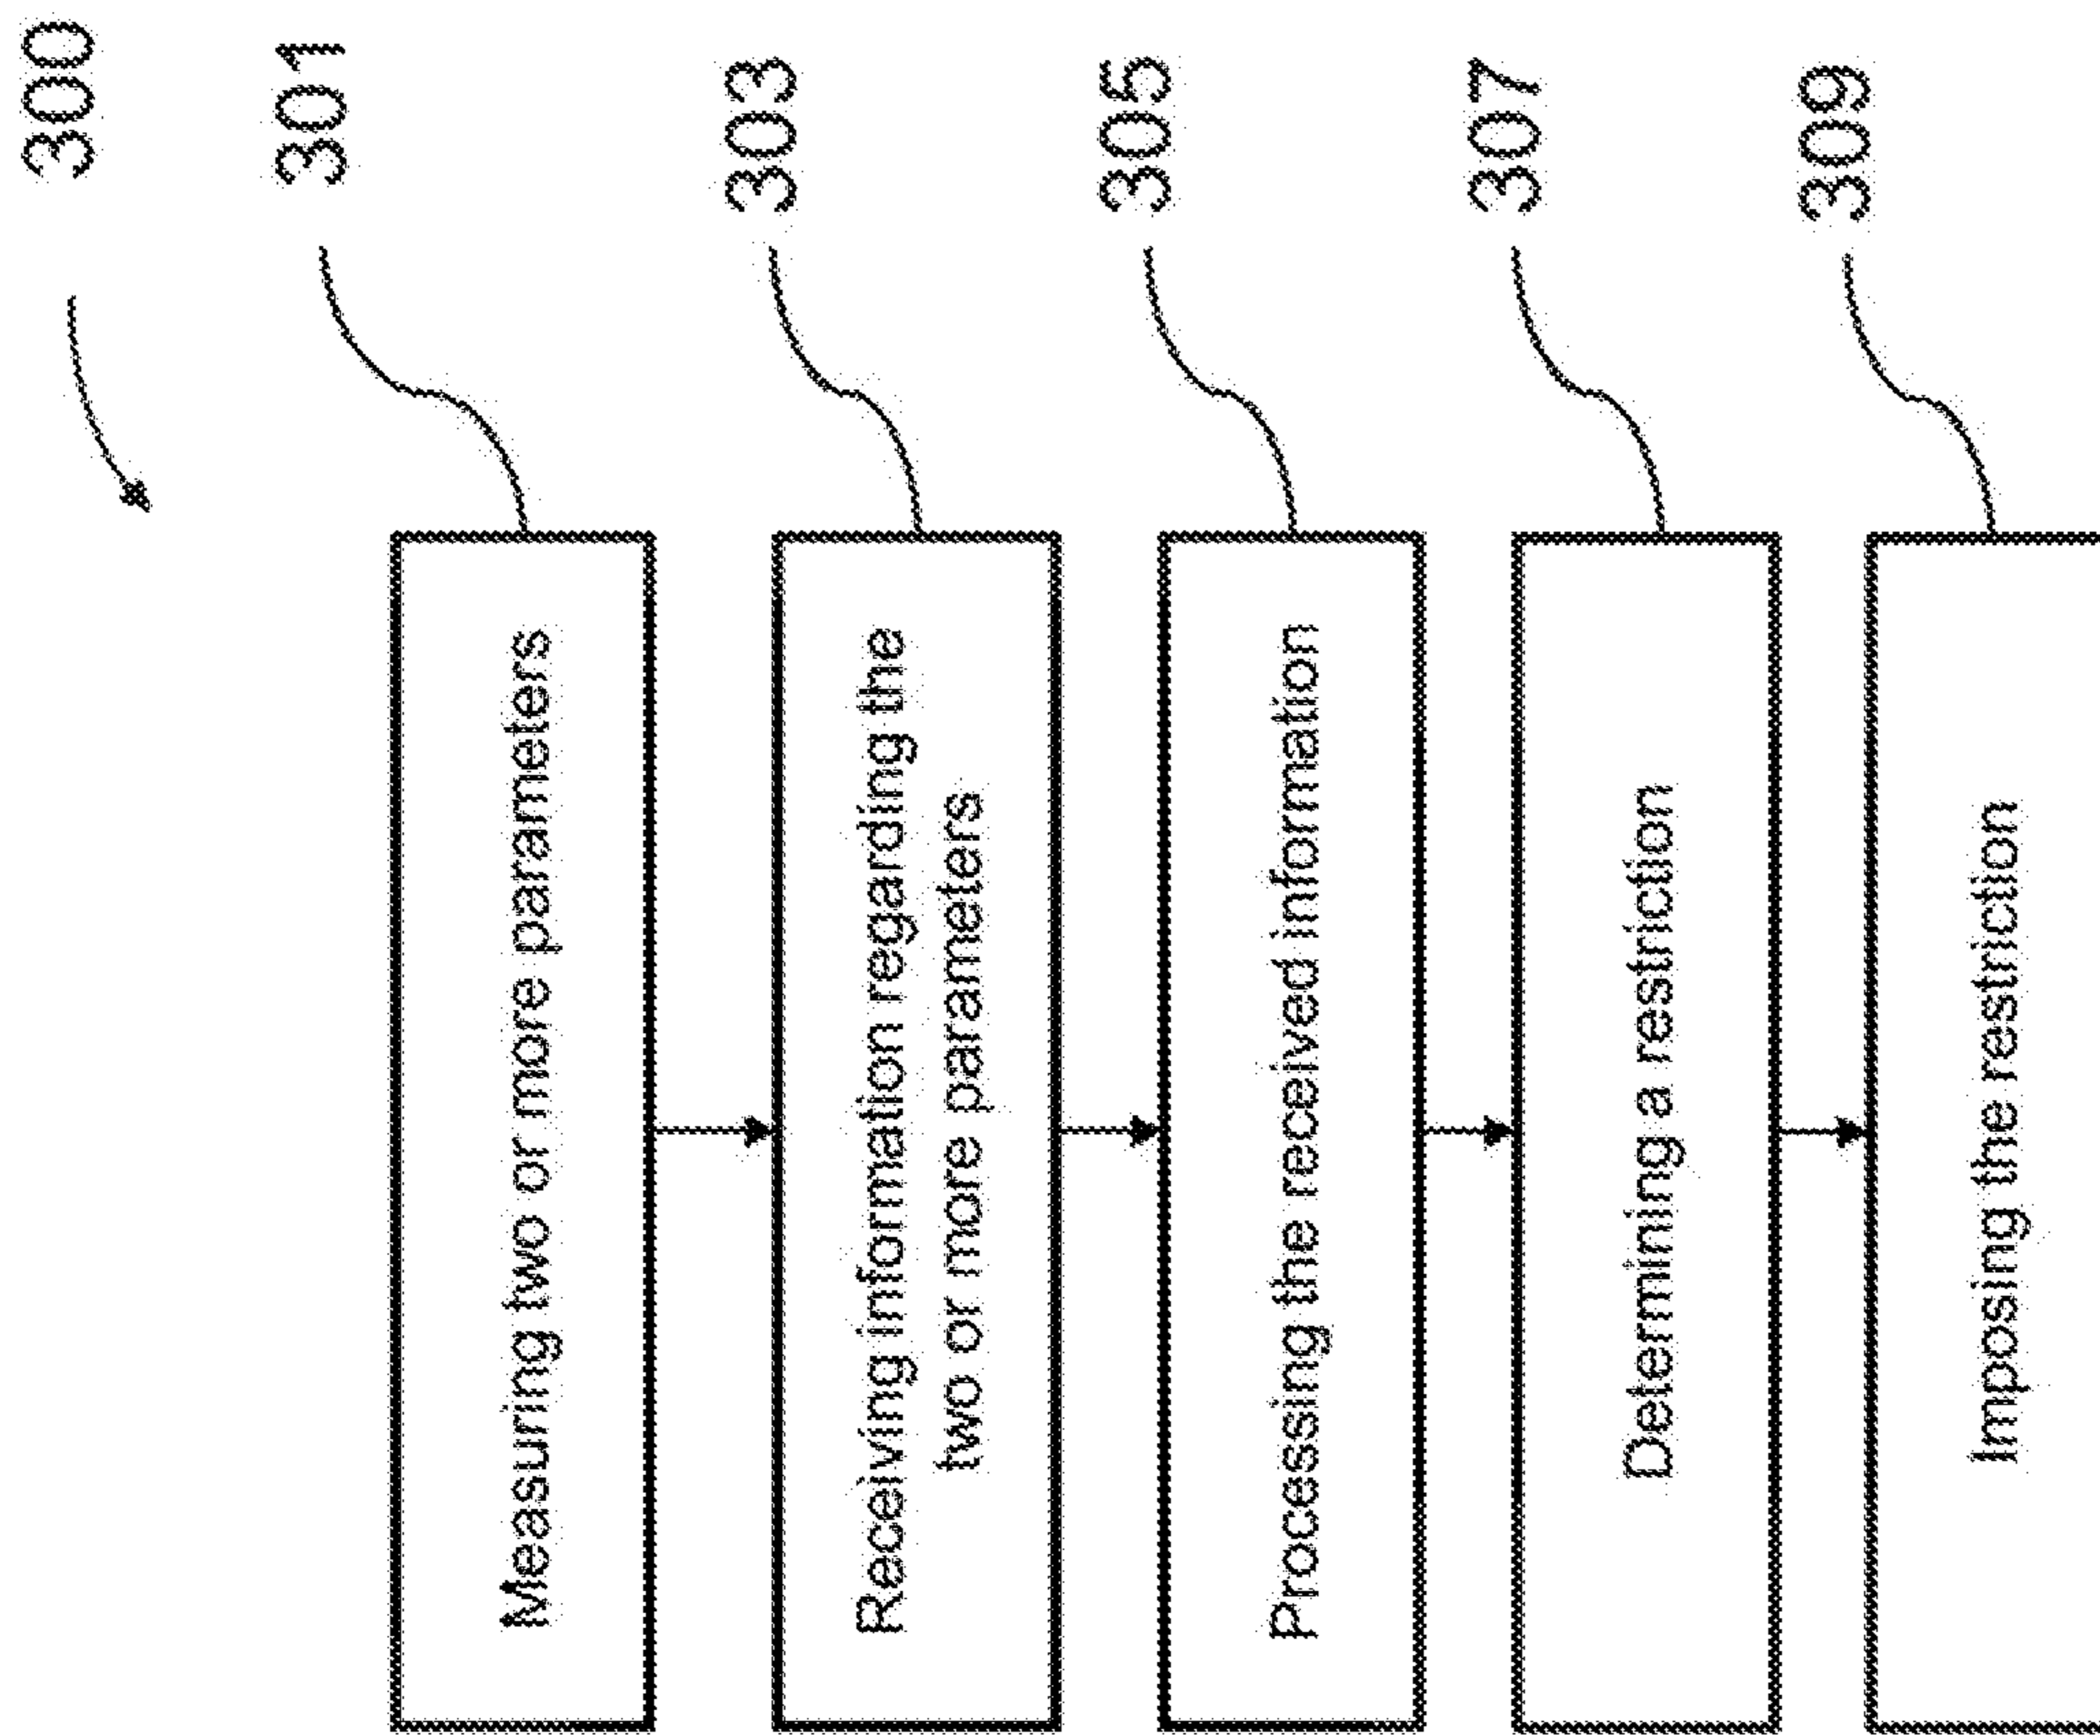 300
301
Measuring two or more parameters
303
Receiving information regarding the
two or more parameters
305
Processing the received information
307
Determining a restriction
309
Imposing the restriction